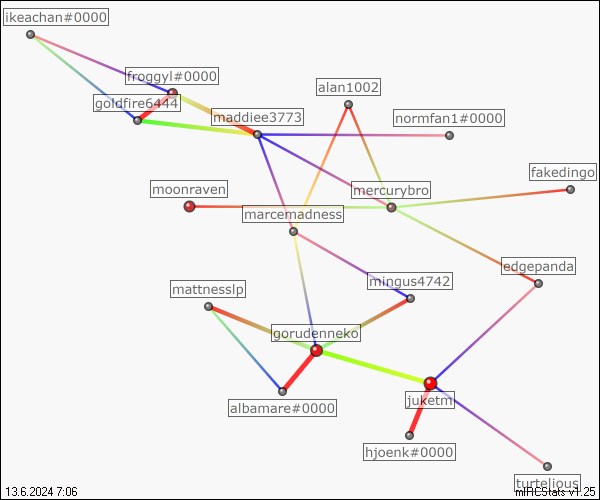 ikeachan#0000
froggyl#0000
goldfire6444
alan1002
maddiee3773
normfan1#0000
fakedingo
moonraven
mercurybro
marcemadness
edgepanda
mingus4742
mattnesslp
gorudenneko
juketm
albamare#0000
hjoenk#0000
turtelious
13.6.2024 7:06
mIRCStats v1.25